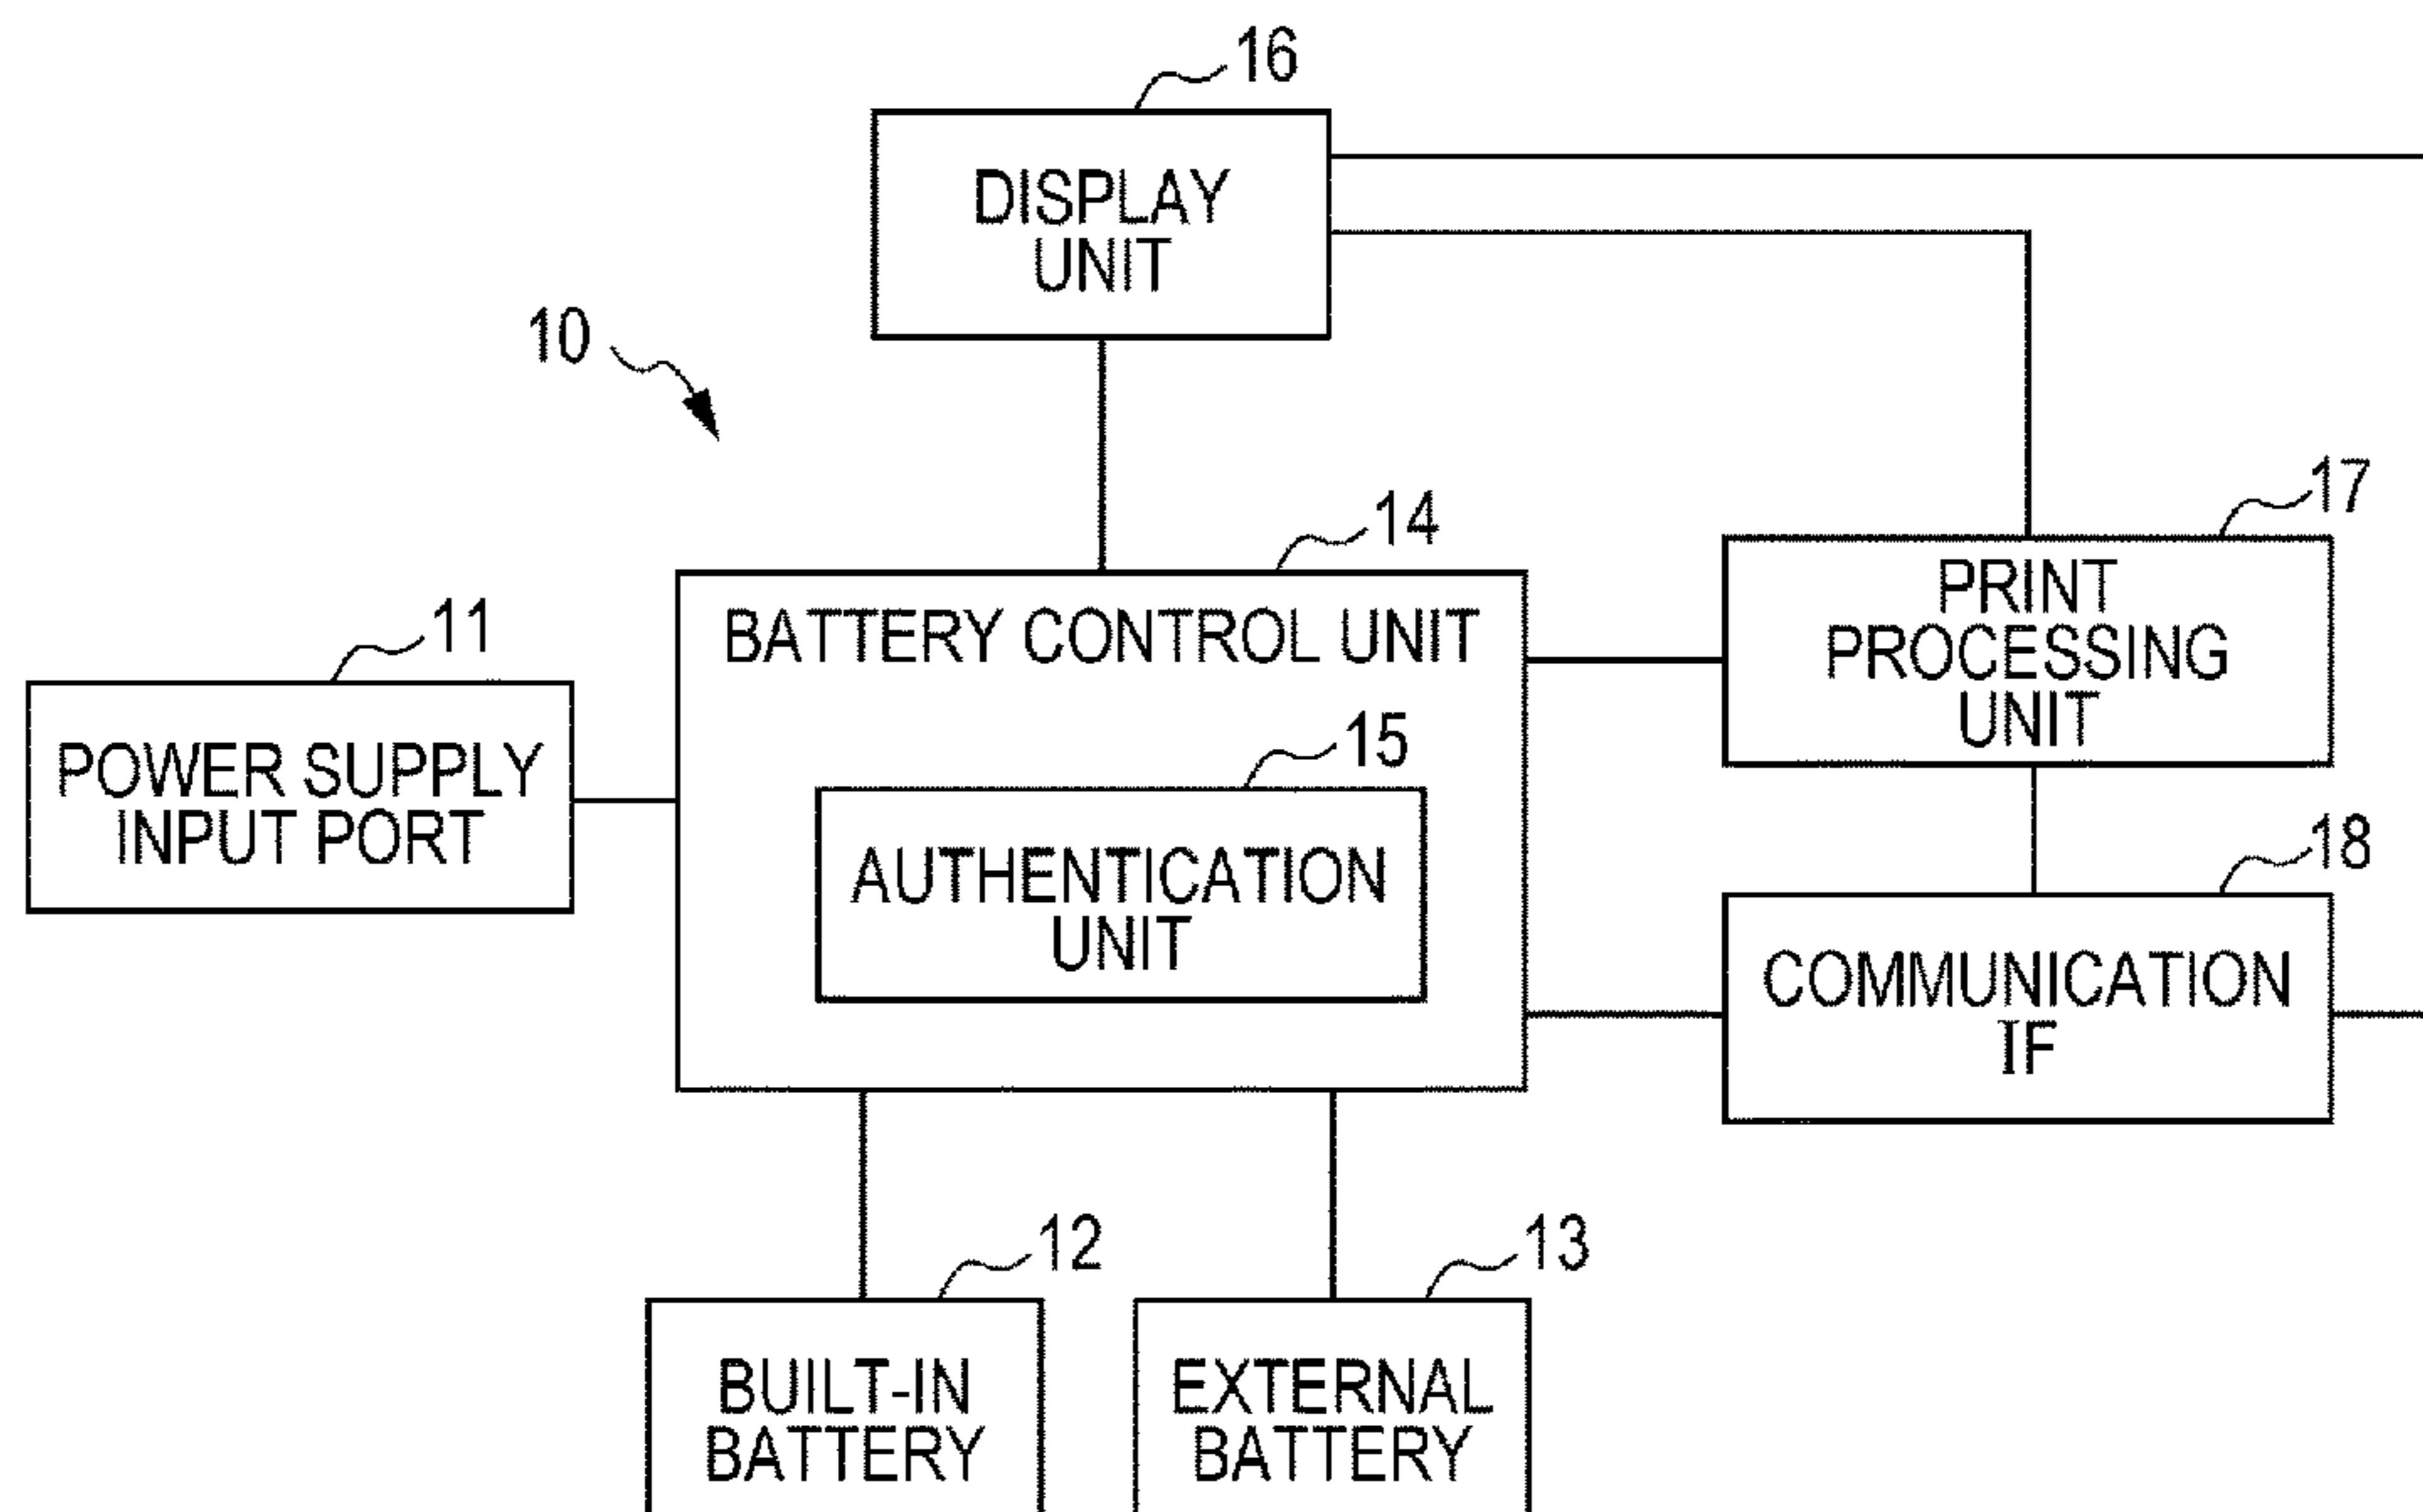 16
DISPLAY
UNIT
10
14
17
BATTERY CONTROL UNIT
PRINT
PROCESSING
UNIT
11
POWER SUPPLY
INPUT PORT
15
AUTHENTICATION
UNIT
18
COMMUNICATION
IF
12
BUILT-IN
BATTERY
13
EXTERNAL
BATTERY